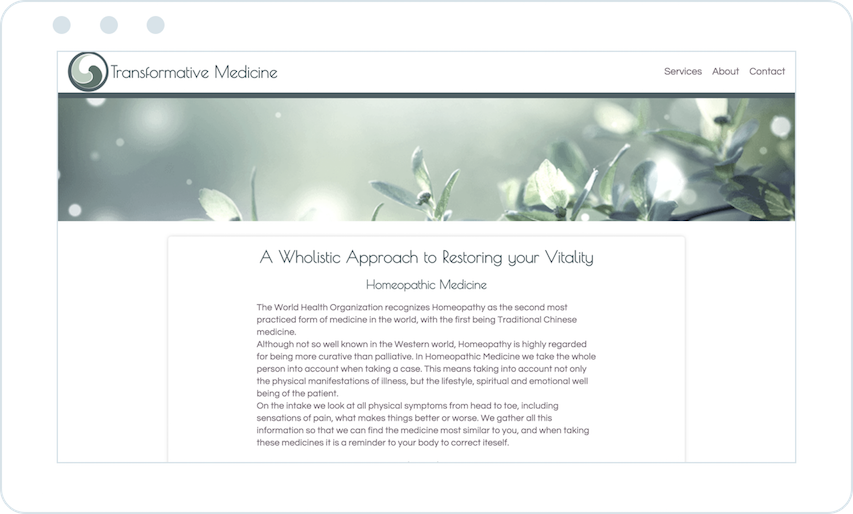 Transformative Medicine
Services About Contact
A Wholistic Approach to Restoring your Vitality
Homeopathic Medicine
The World Health Organization recognizes Homeopathy as the second most
practiced form of medicine in the world, with the first being Traditional Chinese
medicine.
Although not so well known in the Western world, Homeopathy is highly regarded
for being more curative than palliative. In Homeopathic Medicine we take the whole
person into account when taking a case. This means taking into account not only
the physical manifestations of illness, but the lifestyle, spiritual and emotional well
being of the patient.
On the intake we look at all physical symptoms from head to toe, including
sensations of pain, what makes things better or worse. We gather all this
information so that we can find the medicine most similar to you, and when taking
these medicines it is a reminder to your body to correct iteself.